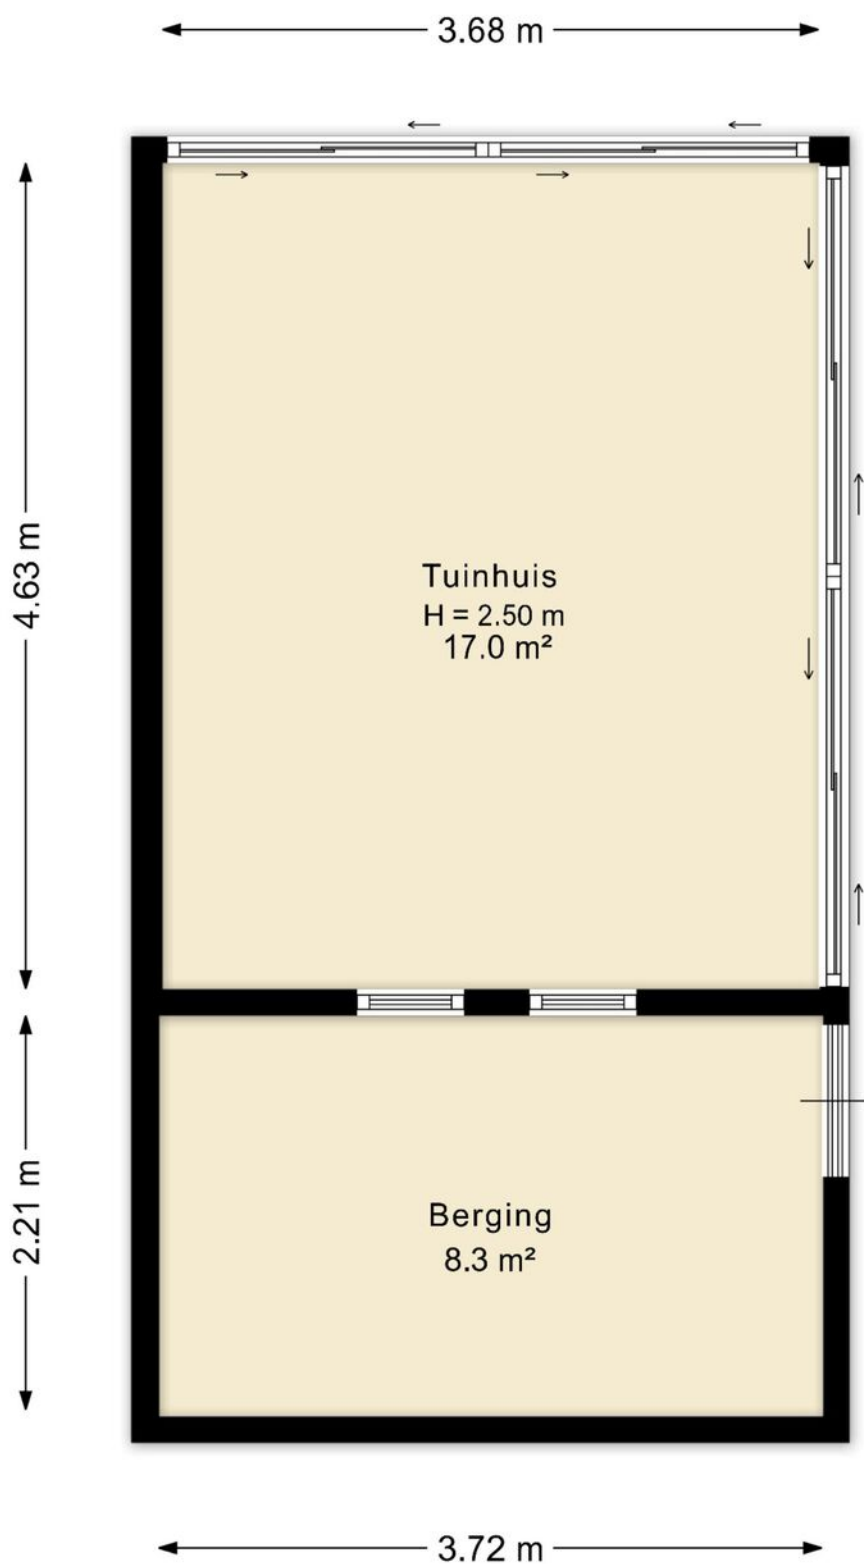 3.68 m
4.63 m
Tuinhuis
H = 2.50 m
17.0 m²
2.21 m
Berging
8.3 m²
3.72 m